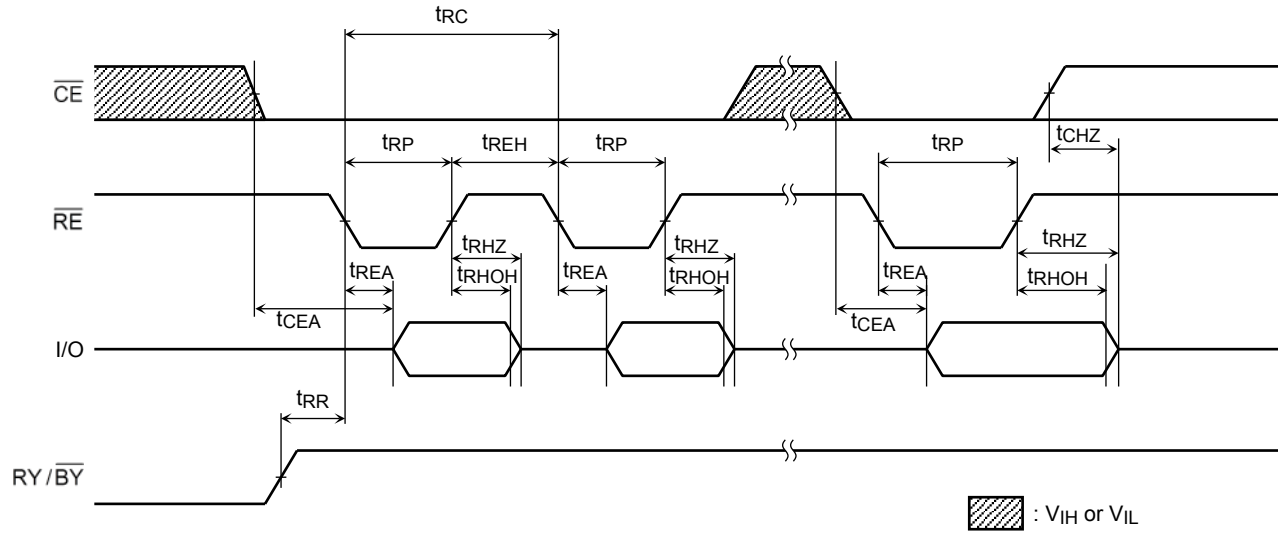 tRC
CE
tRP tREH tRP tRP tCHZ
RE
tRHZ tRHZ tRHZ
tREA tRHOH tREA tRHOH tREA tRHOH
tCEA tCEA
I/O
tRR
RY/BY
: VIH or VIL